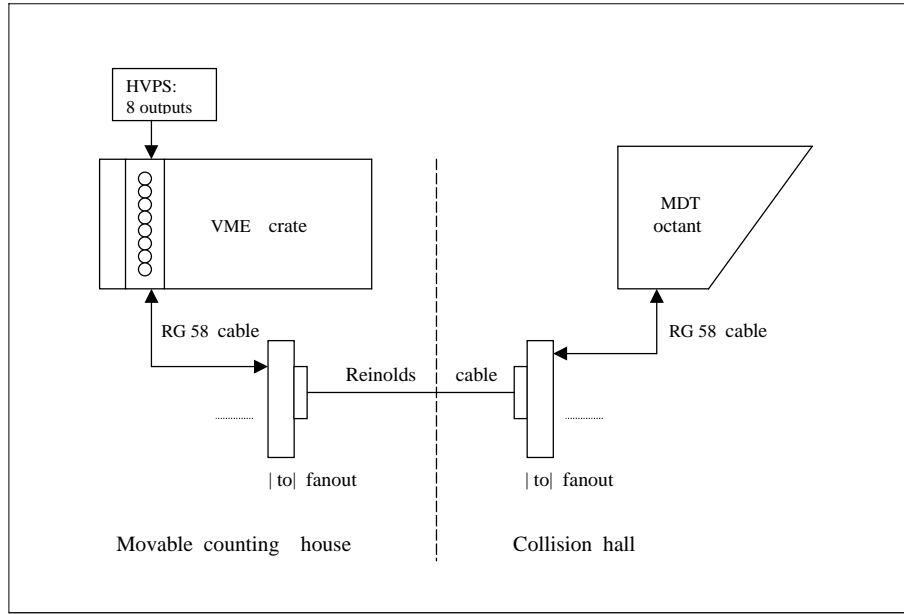 HVPS:
8 outputs
VME crate
MDT
octant
RG 58 cable
RG 58 cable
Reinolds cable
| to| fanout
| to| fanout
Movable counting house
Collision hall